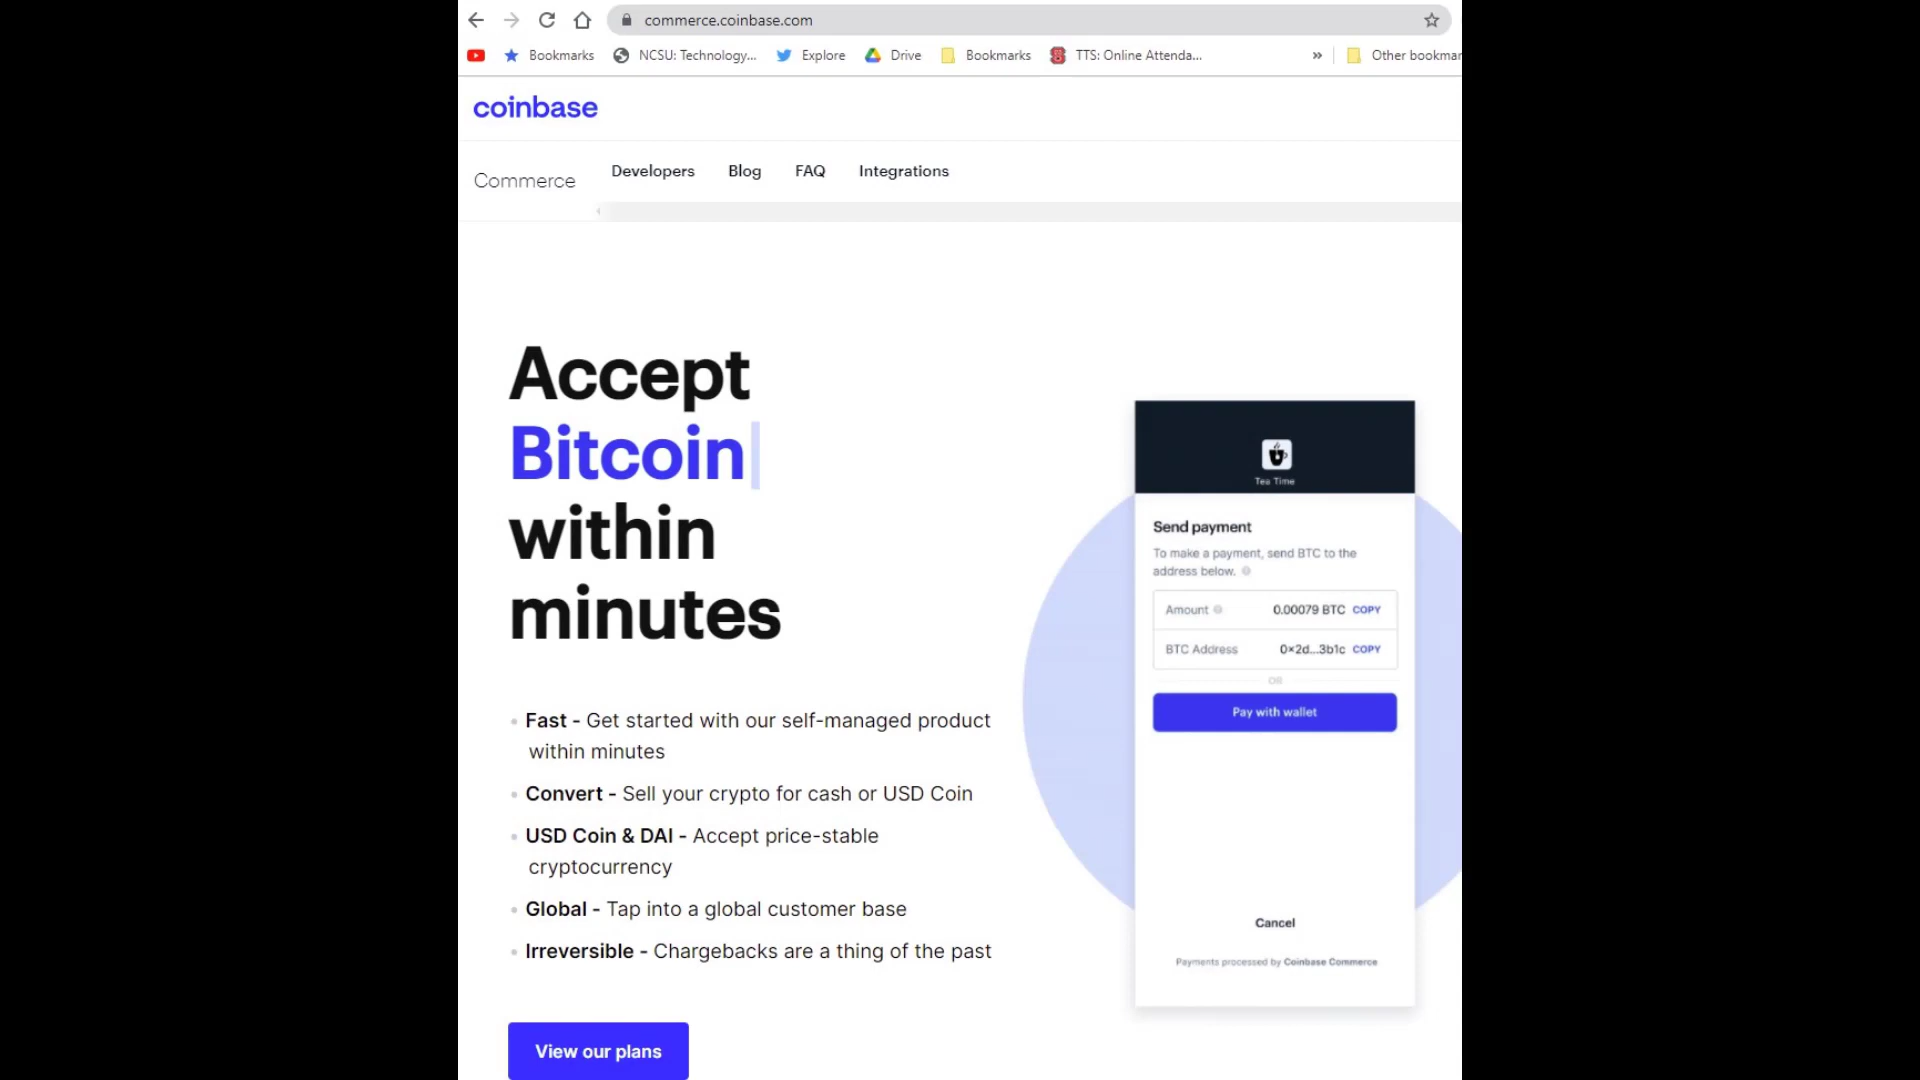 commerce.coinbase.com
Bookmarks NCSU: Technology... Explore Drive Bookmarks TTS: Online Attenda... » Other bookmar
coinbase
Commerce Developers Blog FAQ Integrations
Accept
Bitcoin
within
minutes
Fast - Get started with our self-managed product
within minutes
Convert - Sell your crypto for cash or USD Coin
USD Coin & DAI - Accept price-stable
cryptocurrency
Global - Tap into a global customer base
Irreversible - Chargebacks are a thing of the past
View our plans
Tea Time
Send payment
To make a payment, send BTC to the
address below.
Amount 0.00079 BTC COPY
BTC Address 0×2d...3b1c COPY
OR
Pay with wallet
Cancel
Payments processed by Coinbase Commerce